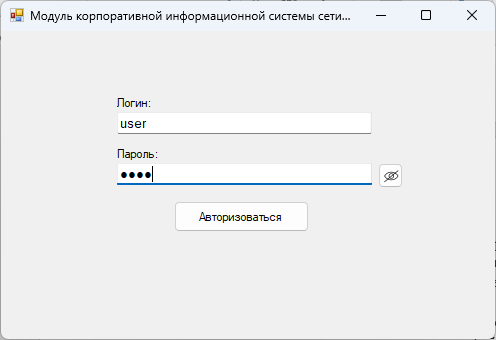 Модуль корпоративной информационной системы сети...
Логин:
user
Пароль:
••••
Авторизоваться